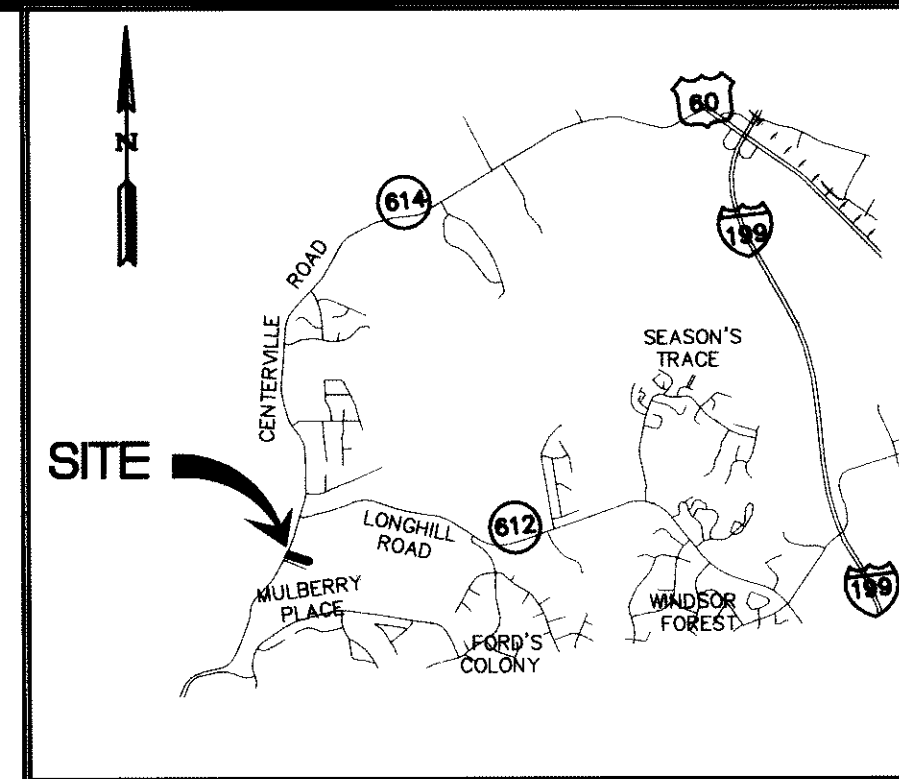 N
60
614
199
CENTERVILLE ROAD
SEASON'S
TRACE
SITE
LONGHILL
ROAD
612
MULBERRY
PLACE
WINDSOR
FOREST
199
FORD'S
COLONY